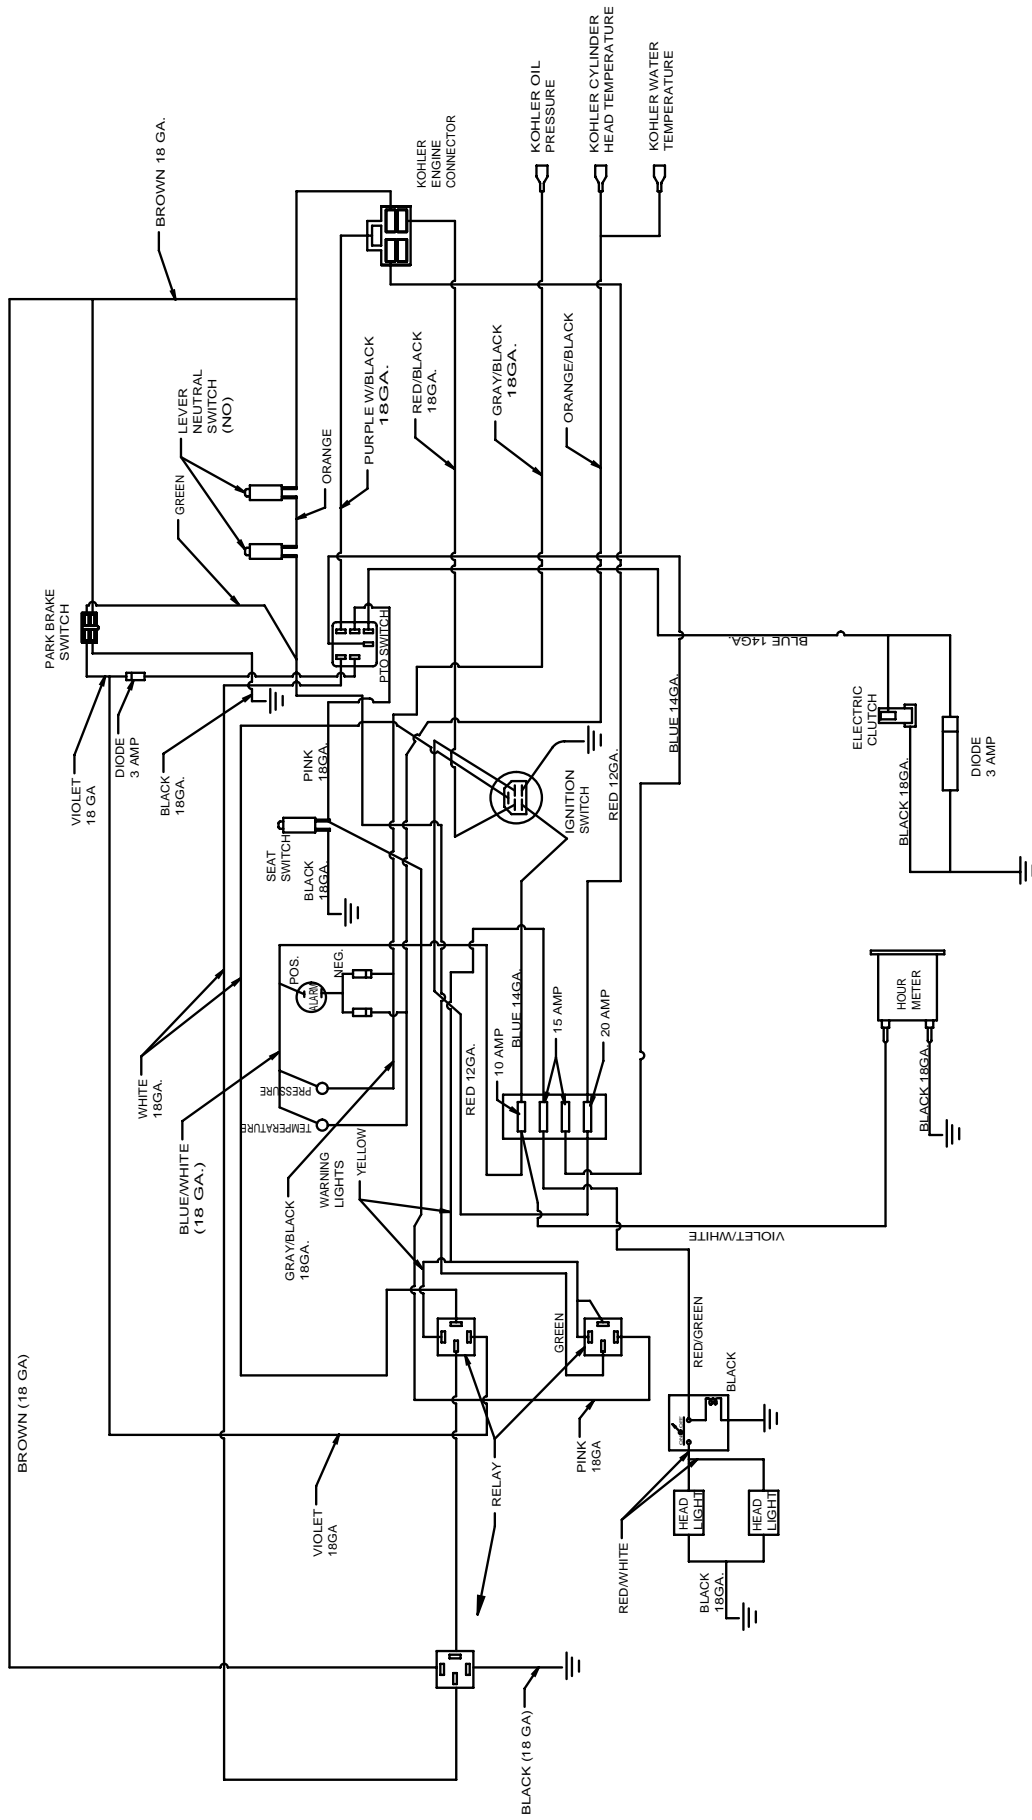 BROWN 18 GA.
KOHLER OIL
PRESSURE
KOHLER CYLINDER
HEAD TEMPERATURE
KOHLER WATER
TEMPERATURE
KOHLER
ENGINE
CONNECTOR
LEVER
NEUTRAL
SWITCH
(NO)
GREEN
ORANGE
PURPLE W/BLACK
18GA.
RED/BLACK
18GA.
GRAY/BLACK
18GA.
ORANGE/BLACK
PARK BRAKE
SWITCH
PTO SWITCH
VIOLET
18 GA
DIODE
3 AMP
BLACK
18GA.
PINK
18GA.
BLUE 14GA.
BLUE 14GA.
ELECTRIC
CLUTCH
DIODE
3 AMP
BLACK 18GA.
SEAT
SWITCH
BLACK
18GA.
IGNITION
SWITCH
RED 12GA.
POS.
ALARM
NEG.
PRESSURE
TEMPERATURE
WARNING
LIGHTS
WHITE
18GA.
BLUE/WHITE
(18 GA.)
GRAY/BLACK
18GA.
YELLOW
RED 12GA.
10 AMP
BLUE 14GA.
15 AMP
20 AMP
HOUR
METER
BLACK 18GA.
VIOLET/WHITE
BROWN (18 GA)
GREEN
RED/GREEN
BLACK
VIOLET
18GA
RELAY
PINK
18GA
RED/WHITE
HEAD
LIGHT
HEAD
LIGHT
BLACK
18GA.
BLACK (18 GA)